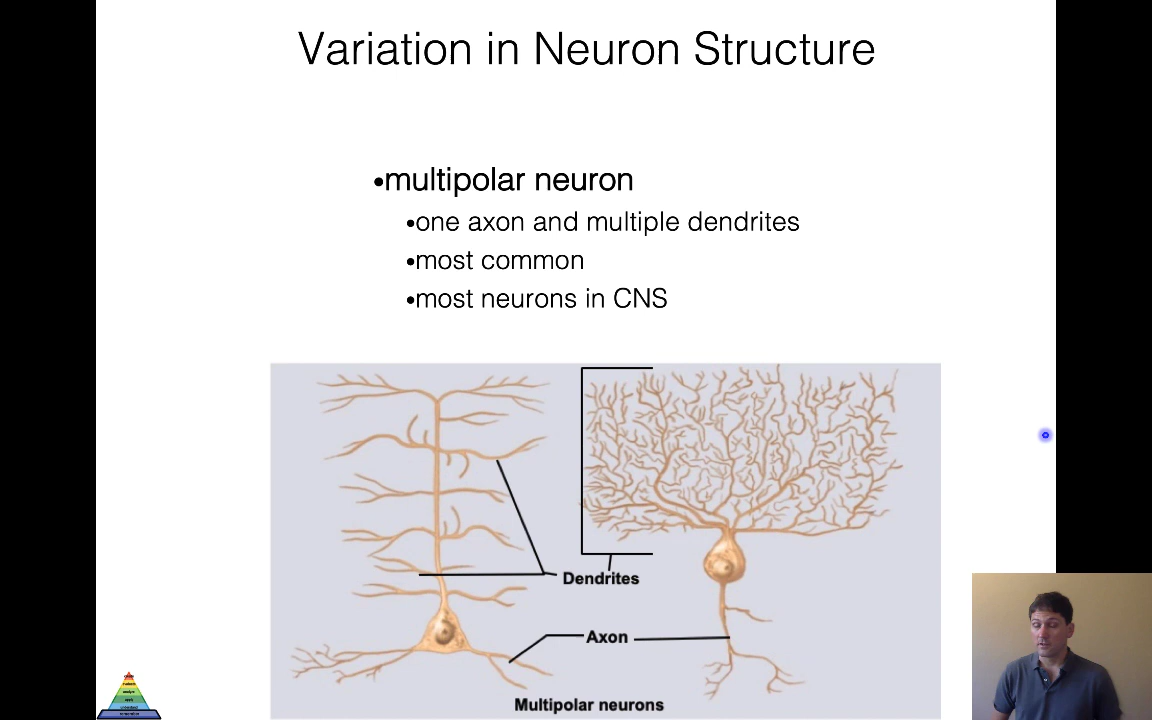 Variation in Neuron Structure
•multipolar neuron
•one axon and multiple dendrites
•most common
•most neurons in CNS
Dendrites
Axon
Multipolar neurons